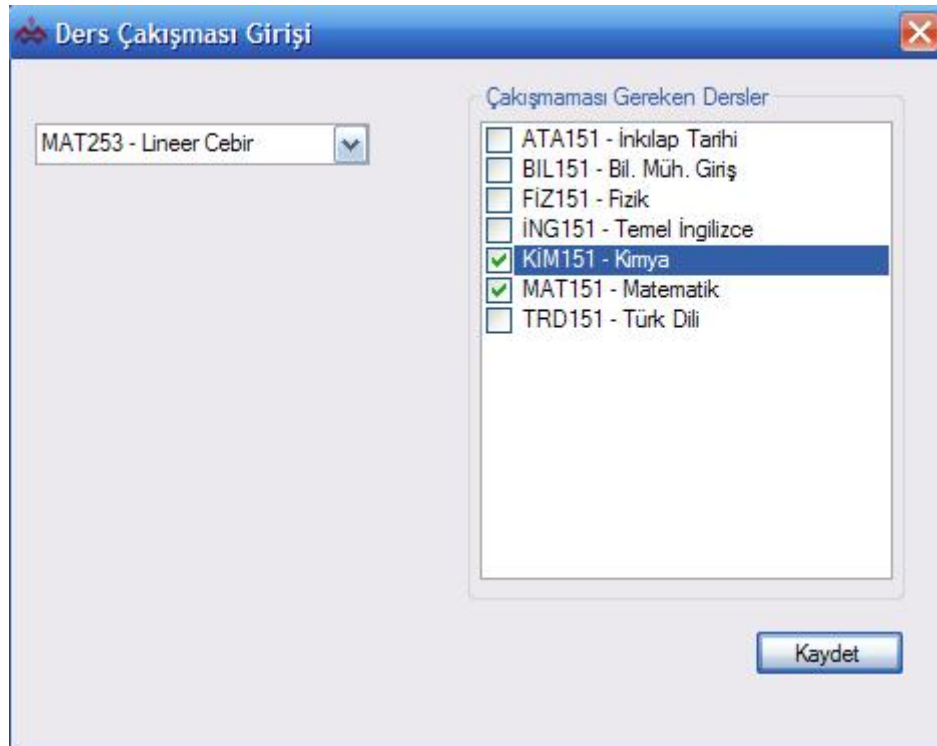 Ders Çakışması Girişi
MAT253 - Lineer Cebir
Çakışmaması Gereken Dersler
ATA151 - İnkılap Tarihi
BIL151 - Bil. Müh. Giriş
FİZ151 - Fizik
İNG151 - Temel İngilizce
KİM151 - Kimya
MAT151 - Matematik
TRD151 - Türk Dili
Kaydet